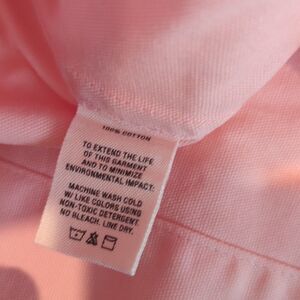 100% COTTON
TO EXTEND THE LIFE
OF THIS GARMENT
AND TO MINIMIZE
ENVIRONMENTAL IMPACT:
MACHINE WASH COLD
W/ LIKE COLORS USING
NON-TOXIC DETERGENT.
NO BLEACH. LINE DRY.